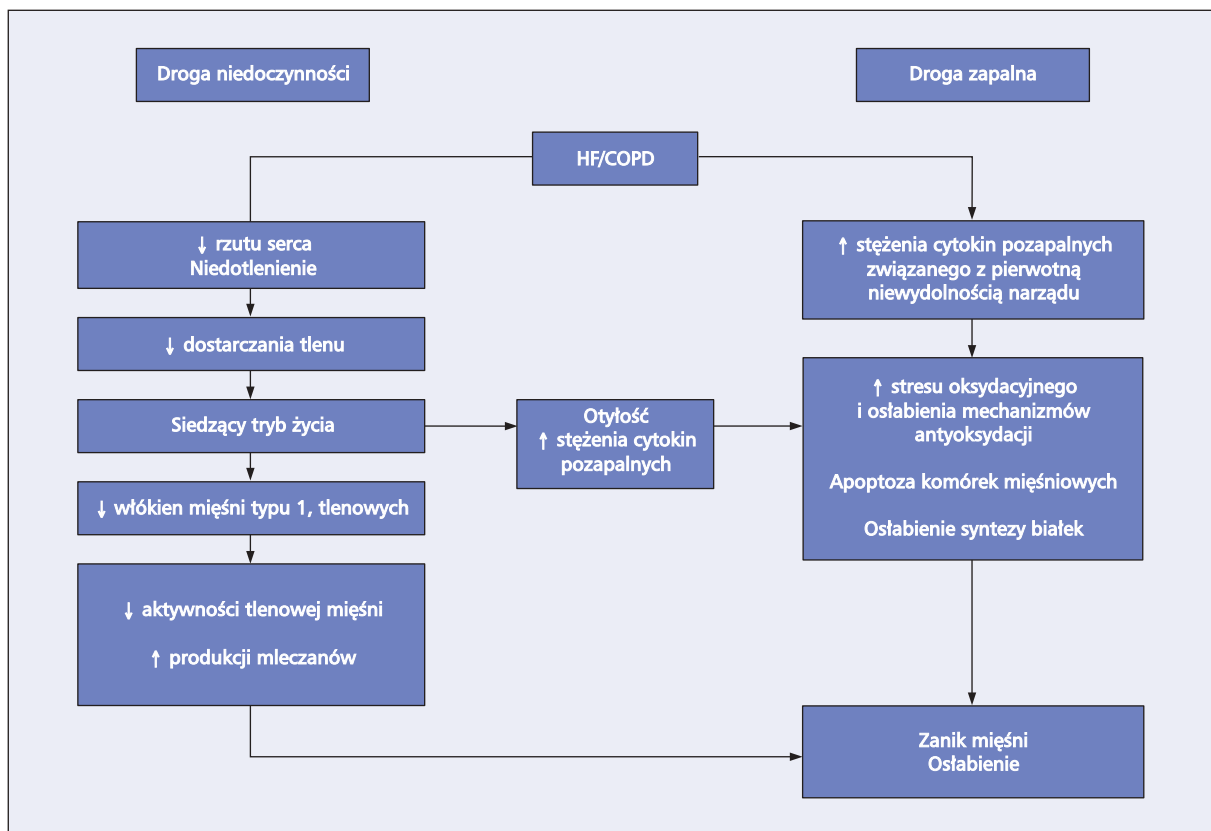 Droga niedoczynności
Droga zapalna
HF/COPD
↓ rzutu serca
Niedotlenienie
↑ stężenia cytokin pozapalnych
związanego z pierwotną
niewydolnością narządu
↓ dostarczania tlenu
Siedzący tryb życia
Otyłość
↑ stężenia cytokin
pozapalnych
↑ stresu oksydacyjnego
i osłabienia mechanizmów
antyoksydacji
Apoptoza komórek mięśniowych
Osłabienie syntezy białek
↓ włókien mięśni typu 1, tlenowych
↓ aktywności tlenowej mięśni
↑ produkcji mleczanów
Zanik mięśni
Osłabienie